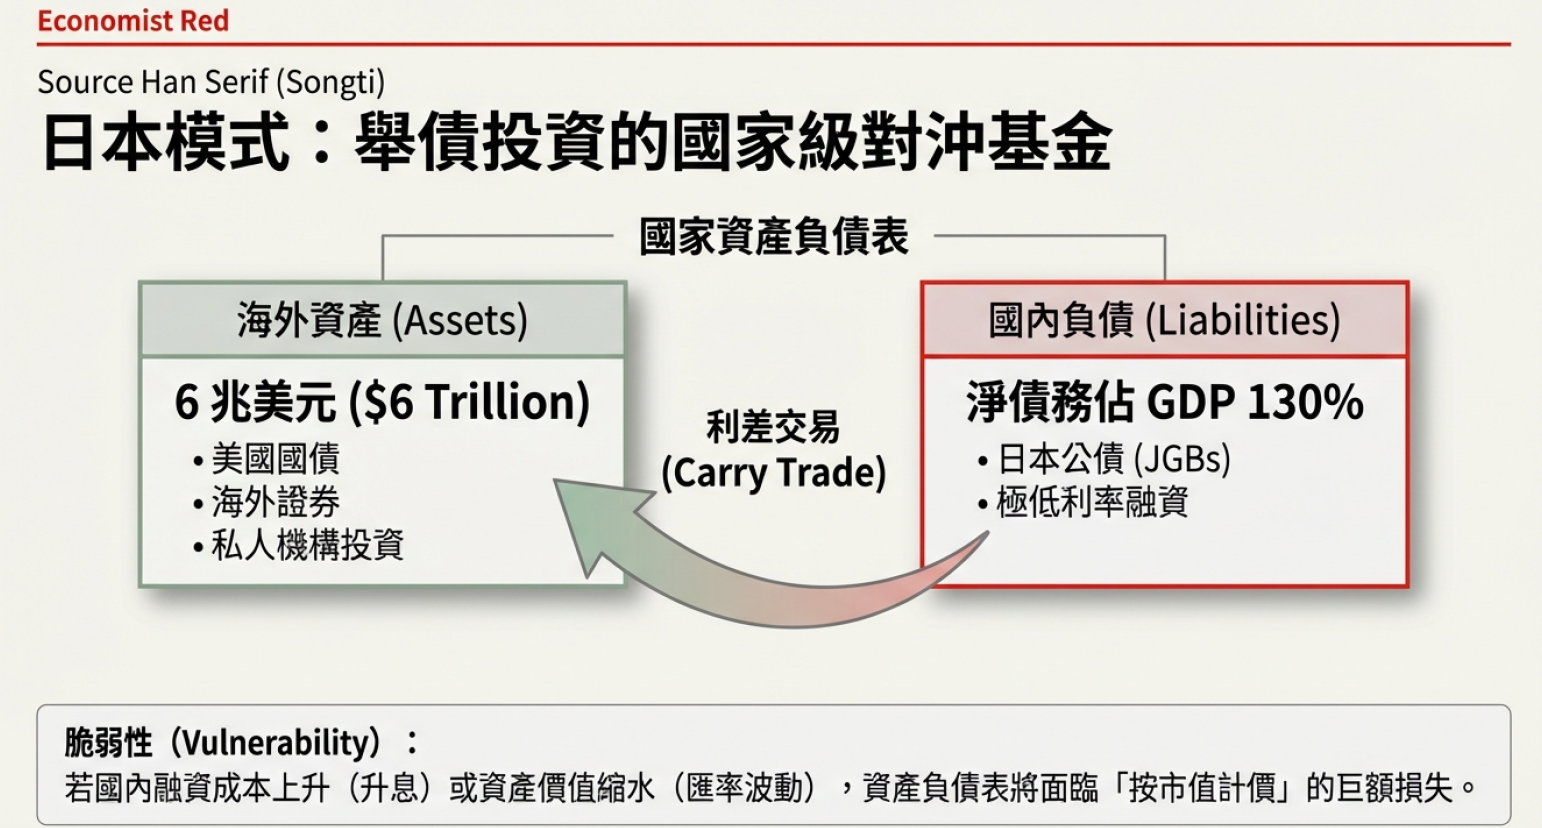 Economist Red
Source Han Serif (Songti)
日本模式：舉債投資的國家級對沖基金
國家資產負債表
海外資產 (Assets)
6 兆美元 ($6 Trillion)
• 美國國債
• 海外證券
• 私人機構投資
利差交易
(Carry Trade)
國內負債 (Liabilities)
淨債務佔 GDP 130%
• 日本公債 (JGBs)
• 極低利率融資
脆弱性（Vulnerability）：
若國內融資成本上升（升息）或資產價值縮水（匯率波動），資產負債表將面臨「按市值計價」的巨額損失。